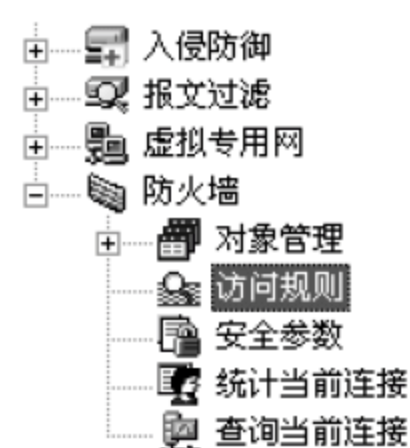 入侵防御
报文过滤
虚拟专用网
防火墙
对象管理
访问规则
安全参数
统计当前连接
查询当前连接